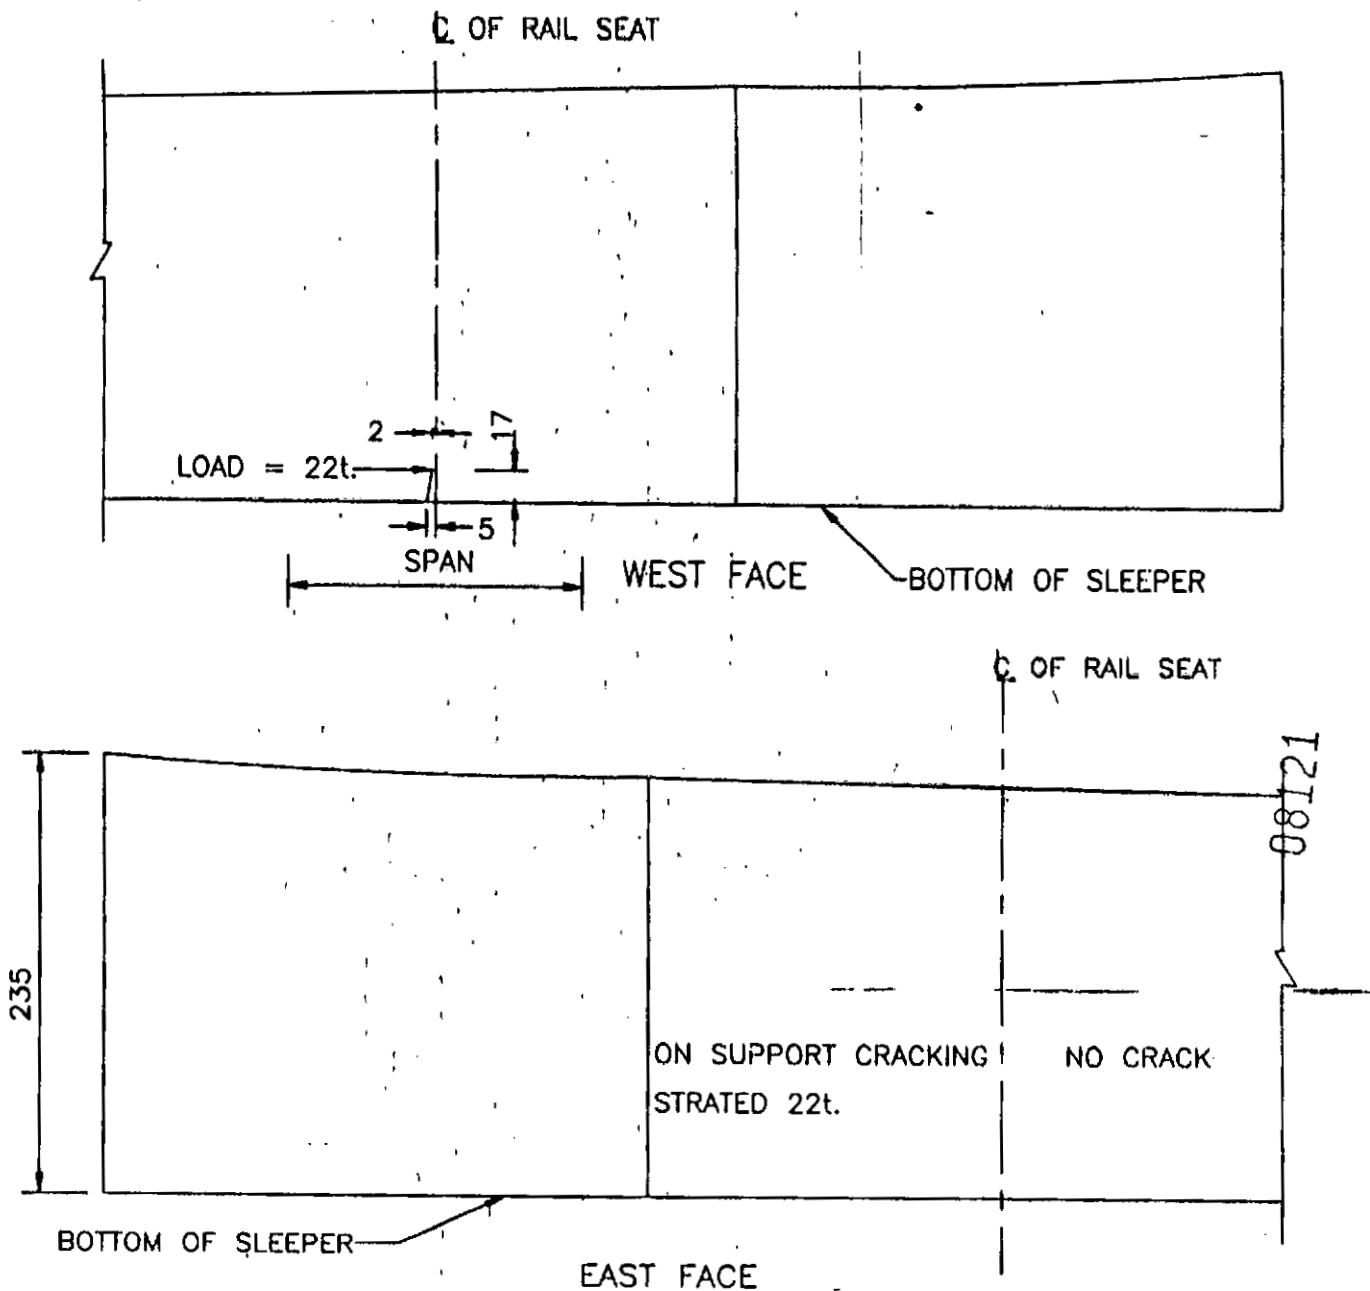 ℄ OF RAIL SEAT
2
17
LOAD = 22t.
5
SPAN
WEST FACE
BOTTOM OF SLEEPER
℄ OF RAIL SEAT
08121
235
ON SUPPORT CRACKING
STRATED 22t.
NO CRACK
BOTTOM OF SLEEPER
EAST FACE